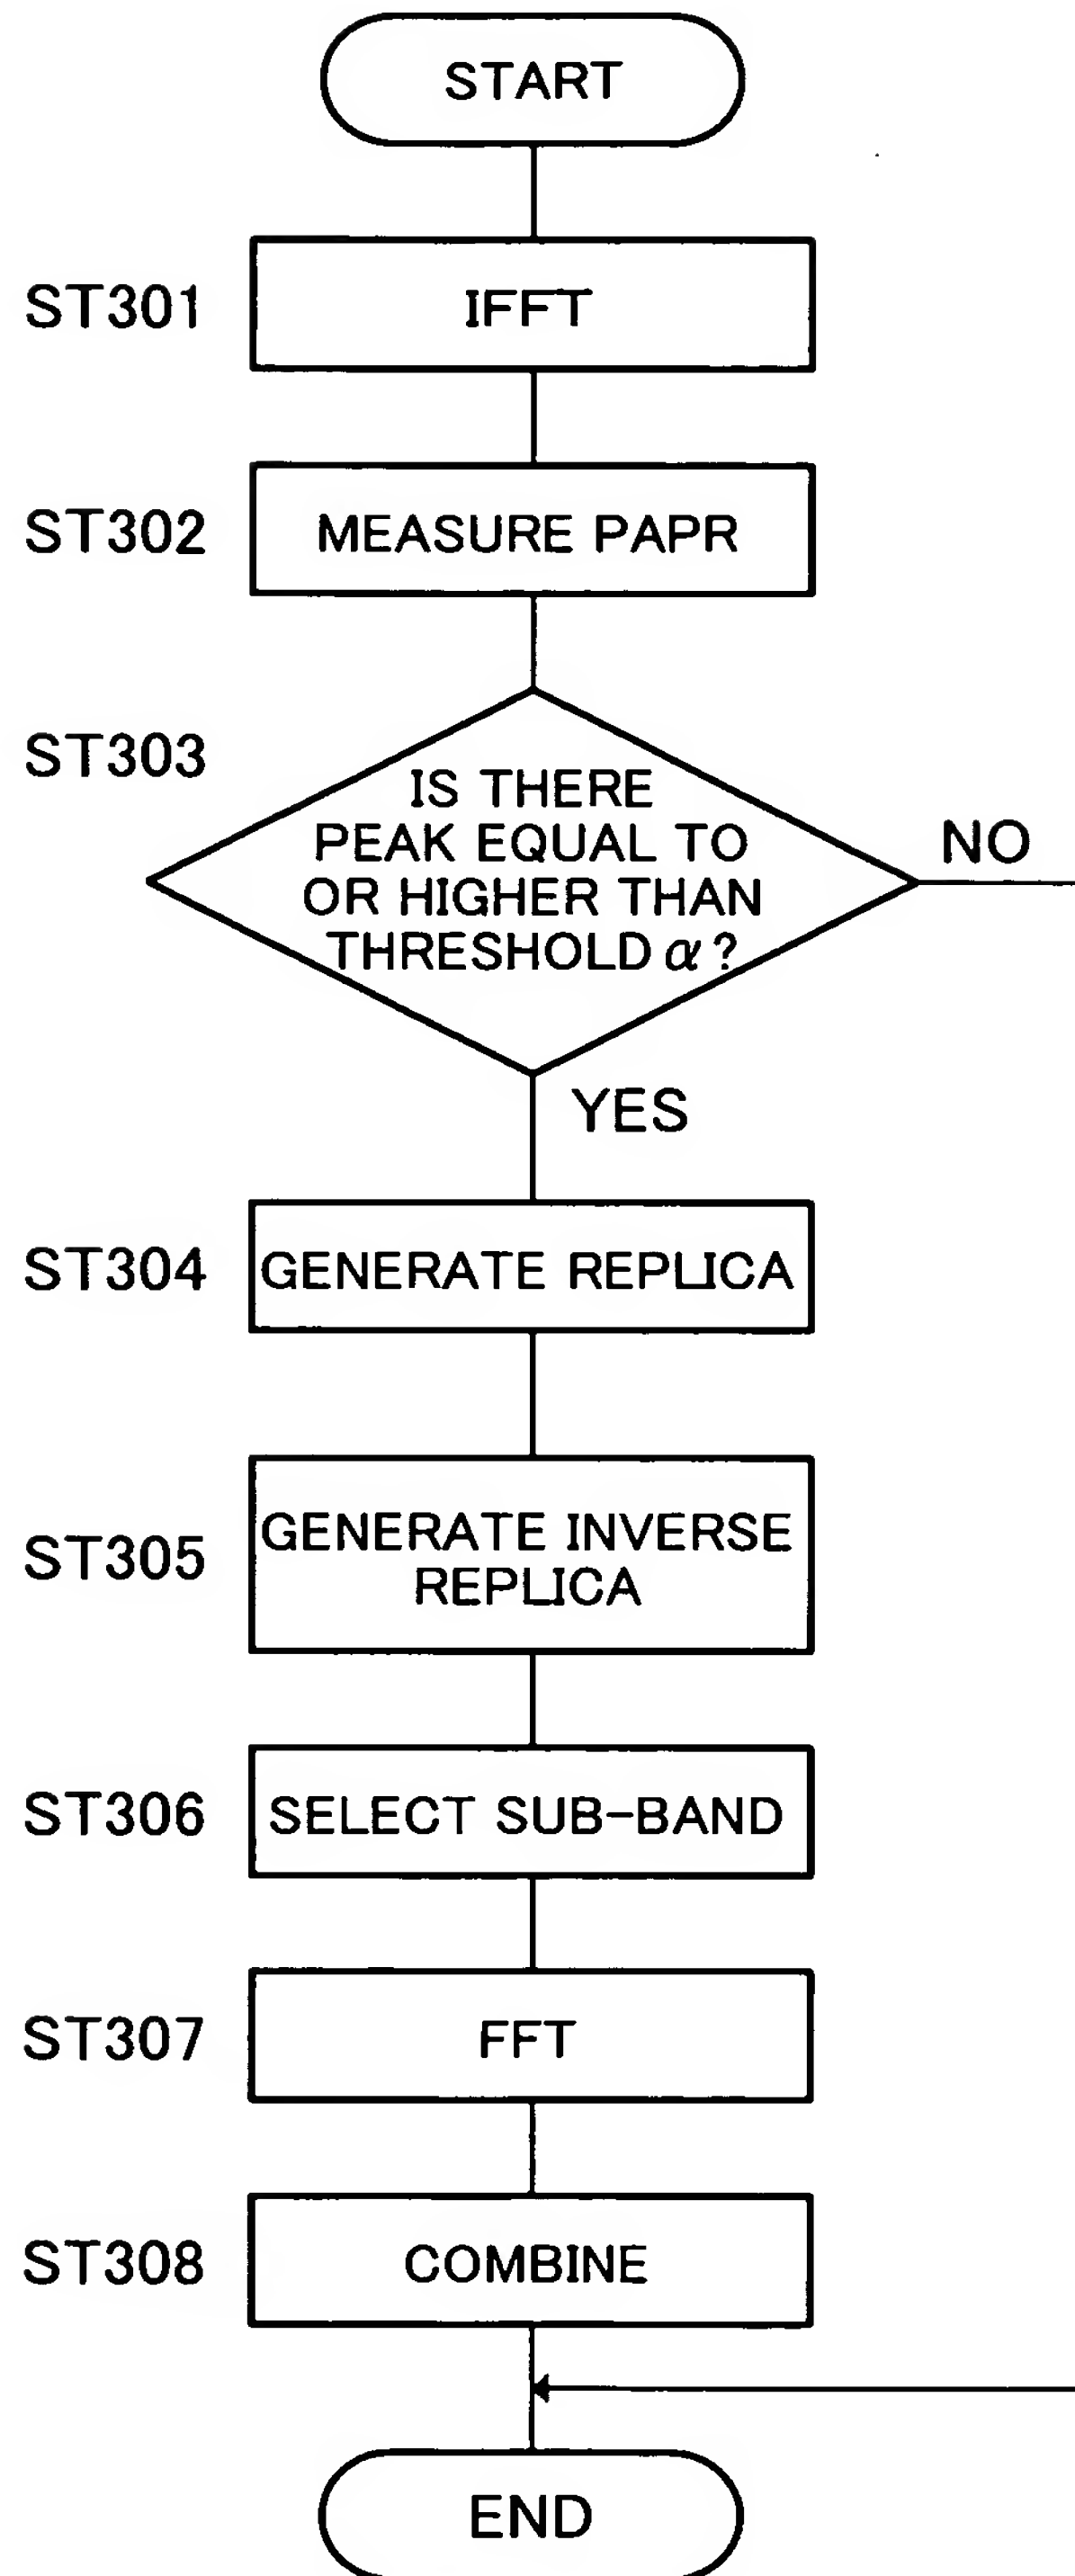 START
ST301
IFFT
ST302
MEASURE PAPR
ST303
IS THERE
PEAK EQUAL TO
OR HIGHER THAN
THRESHOLD α?
NO
YES
ST304
GENERATE REPLICA
ST305
GENERATE INVERSE
REPLICA
ST306
SELECT SUB-BAND
ST307
FFT
ST308
COMBINE
END